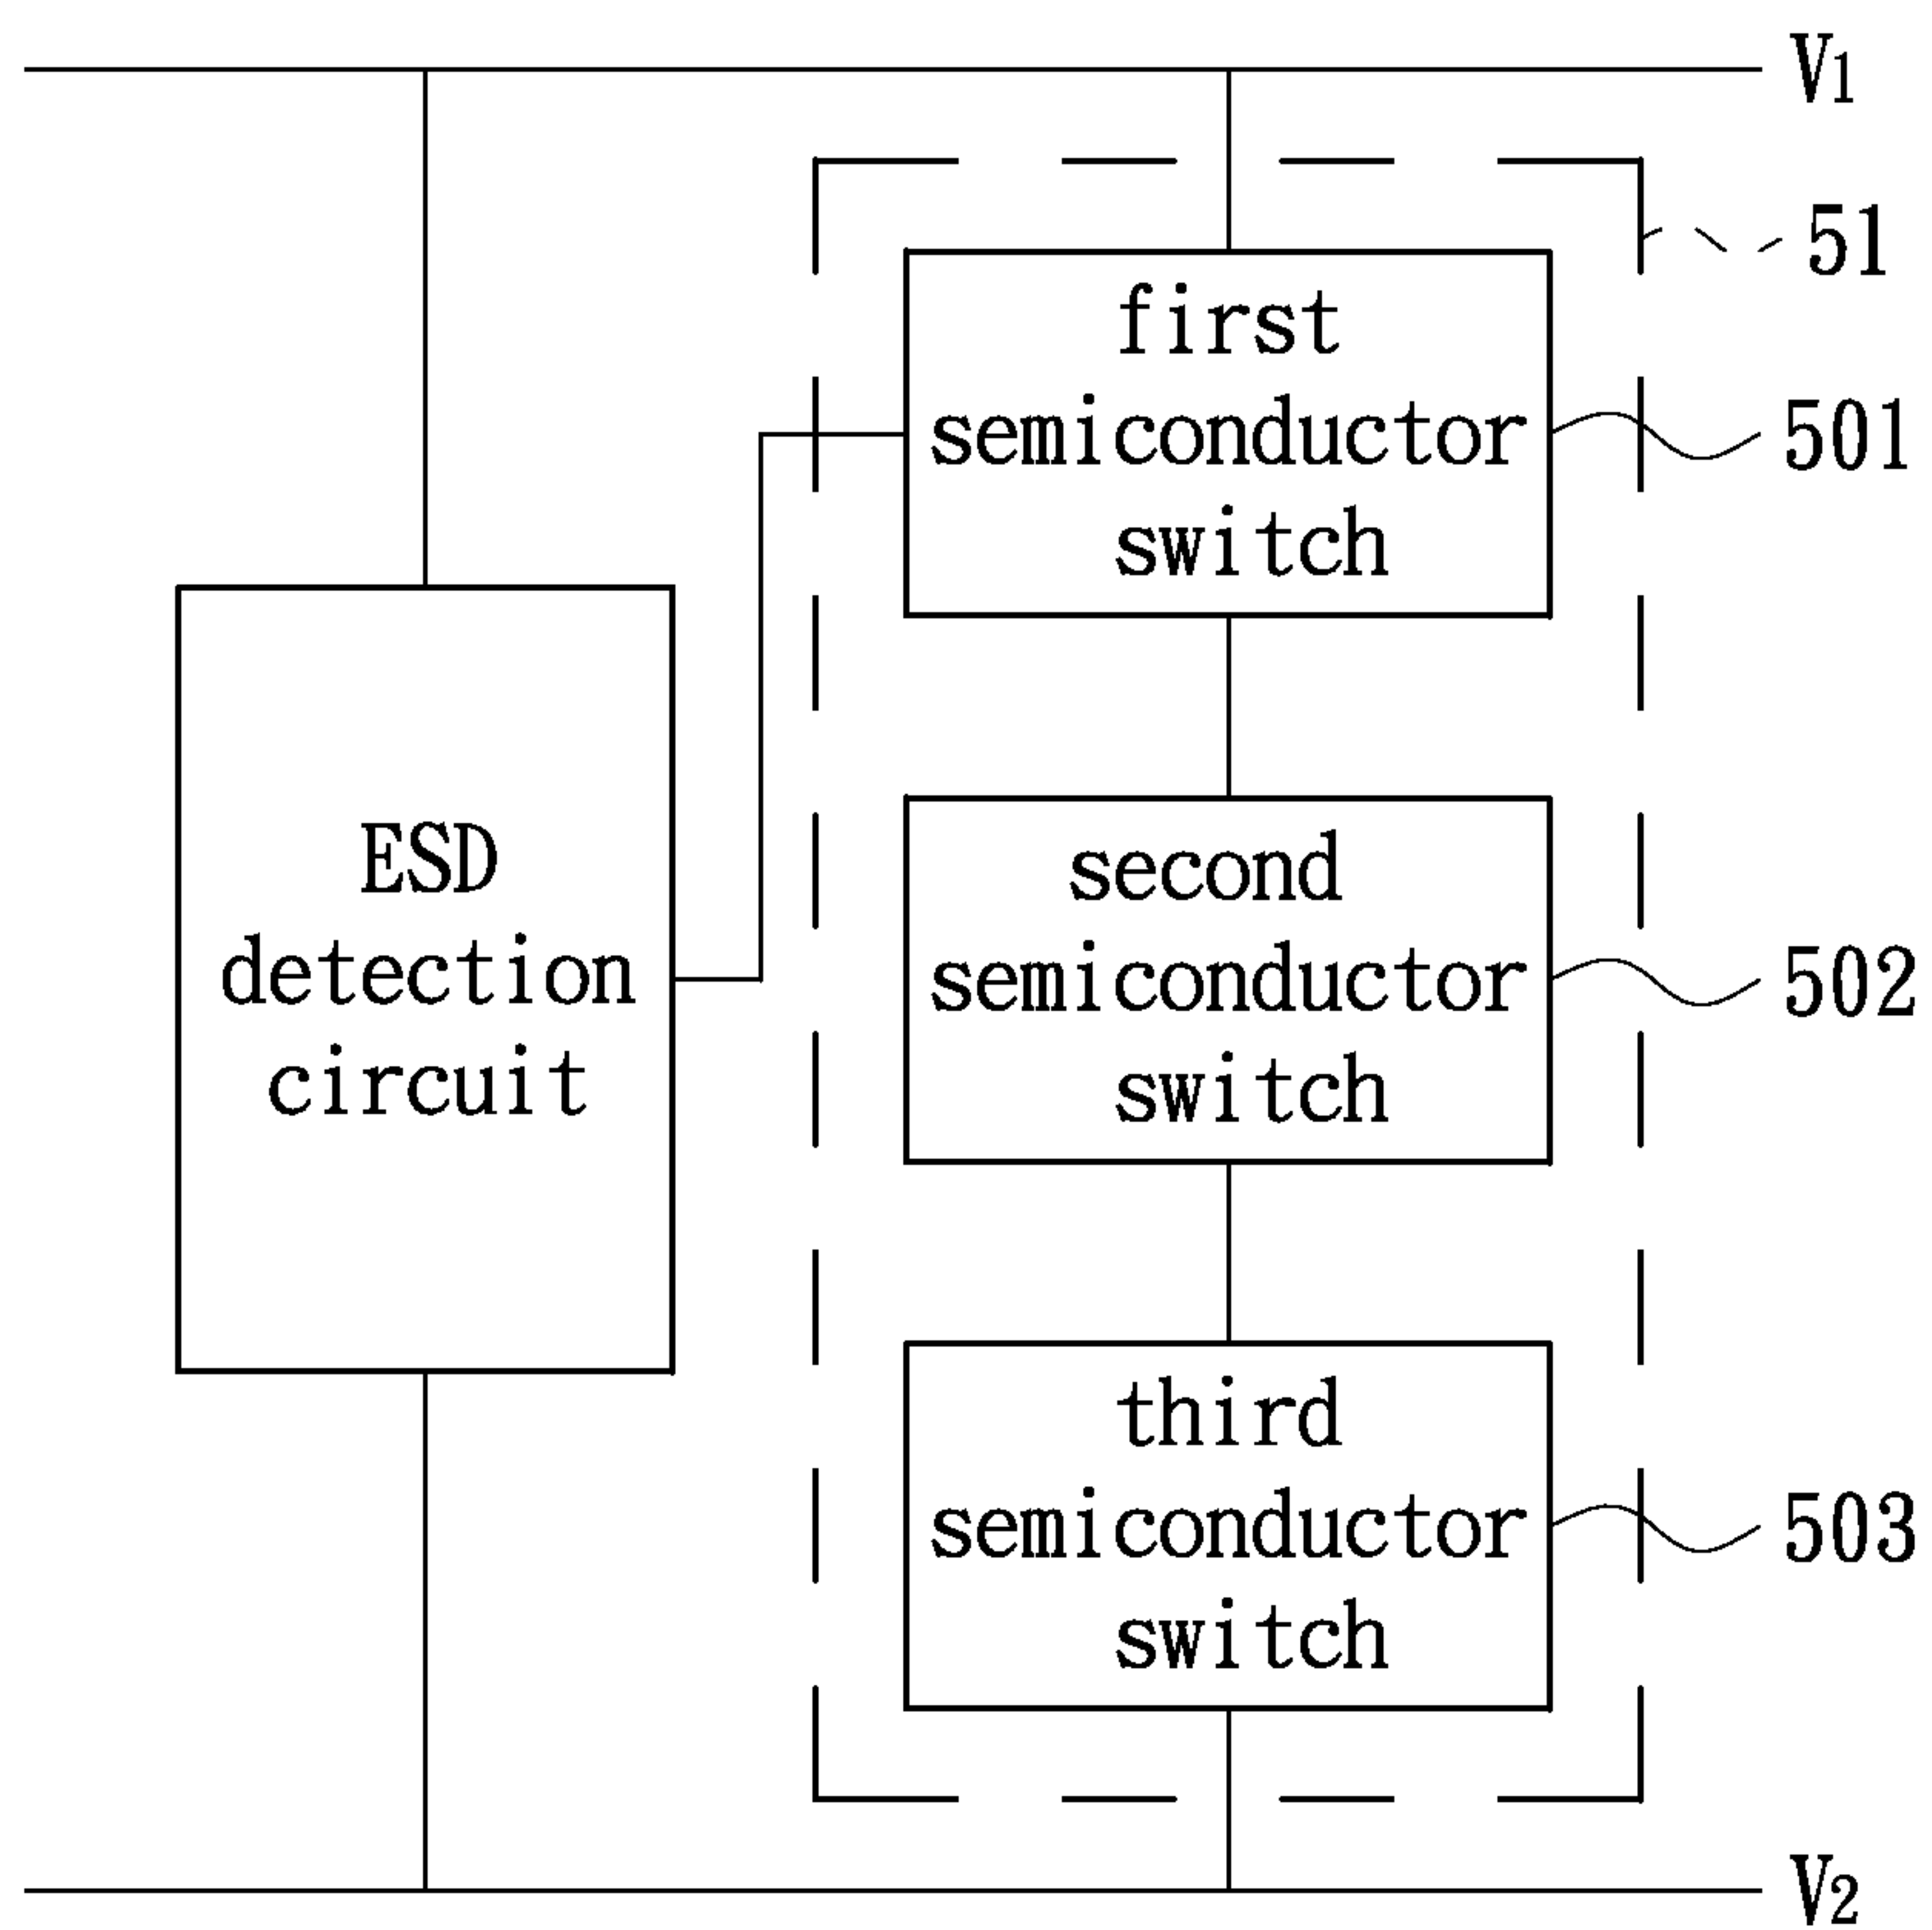 V1
51
first
semiconductor
switch
501
ESD
detection
circuit
second
semiconductor
switch
502
third
semiconductor
switch
503
V2